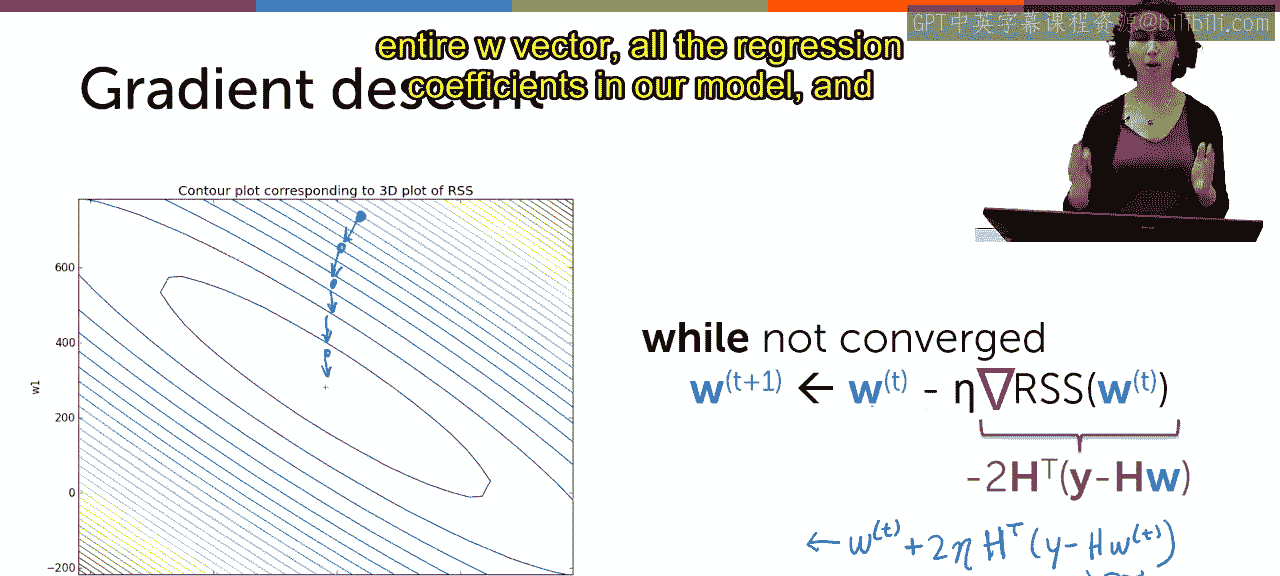 GPT中英字幕课程资源@bilibili.com
entire w vector, all the regression
coefficients in our model, and
Gradient descent
Contour plot corresponding to 3D plot of RSS
600
400
200
0
−200
w1
while not converged
w(t+1) ← w(t) - η∇RSS(w(t))
-2Hᵀ(y-Hw)
← w(t) + 2η Hᵀ (y - Hw(t))